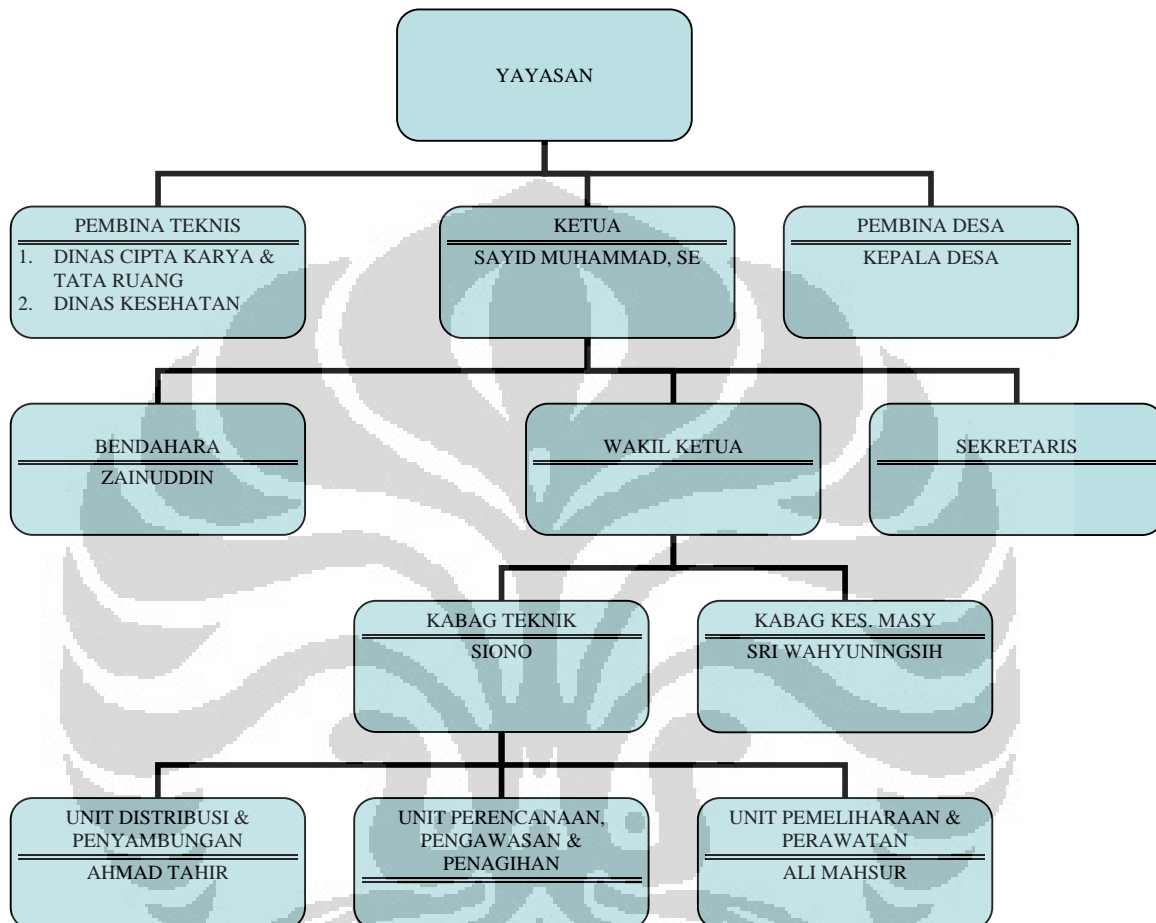 YAYASAN
PEMBINA TEKNIS
1. DINAS CIPTA KARYA &
TATA RUANG
2. DINAS KESEHATAN
KETUA
SAYID MUHAMMAD, SE
PEMBINA DESA
KEPALA DESA
BENDAHARA
ZAINUDDIN
WAKIL KETUA
SEKRETARIS
KABAG TEKNIK
SIONO
KABAG KES. MASY
SRI WAHYUNINGSIH
UNIT DISTRIBUSI &
PENYAMBUNGAN
AHMAD TAHIR
UNIT PERENCANAAN,
PENGAWASAN &
PENAGIHAN
UNIT PEMELIHARAAN &
PERAWATAN
ALI MAHSUR